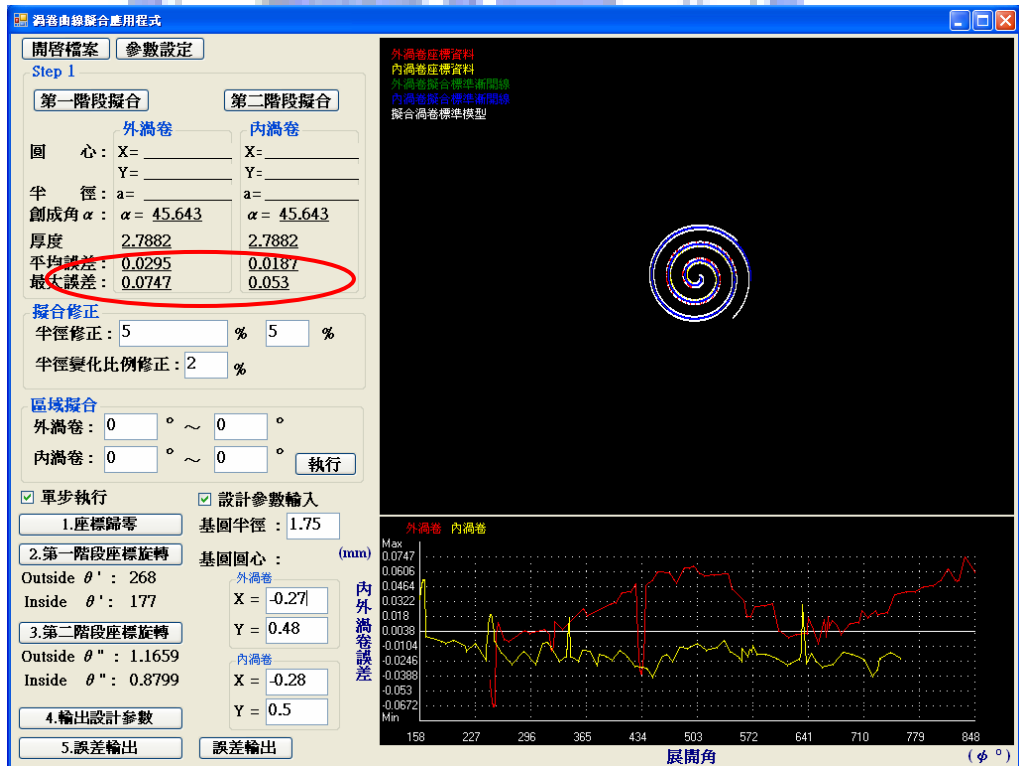 渦卷曲線擬合應用程式
開啓檔案 參數設定
Step 1
第一階段擬合 第二階段擬合
外渦卷 內渦卷
圓 心: X= X=
Y= Y=
半 徑: a= a=
創成角α: α= 45.643 α= 45.643
厚度 2.7882 2.7882
平均誤差: 0.0295 0.0187
最大誤差: 0.0747 0.053
擬合修正
半徑修正: 5 % 5 %
半徑變化比例修正: 2 %
區域擬合
外渦卷: 0 ° ~ 0 °
內渦卷: 0 ° ~ 0 ° 執行
單步執行 設計參數輸入
1.座標歸零 基圓半徑: 1.75
2.第一階段座標旋轉 基圓圓心: (mm)
Outside θ': 268
Inside θ': 177
外渦卷
X = -0.27
Y = 0.48
3.第二階段座標旋轉
Outside θ": 1.1659
Inside θ": 0.8799
內渦卷
X = -0.28
Y = 0.5
4.輸出設計參數
5.誤差輸出 誤差輸出
外渦卷座標資料
內渦卷座標資料
外渦卷擬合標準漸開線
內渦卷擬合標準漸開線
擬合渦卷標準模型
外渦卷 內渦卷
內外渦卷誤差
Max
0.0747
0.0606
0.0464
0.0322
0.018
0.0038
-0.0104
-0.0246
-0.0388
-0.053
-0.0672
Min
158 227 296 365 434 503 572 641 710 779 848
展開角 (φ°)